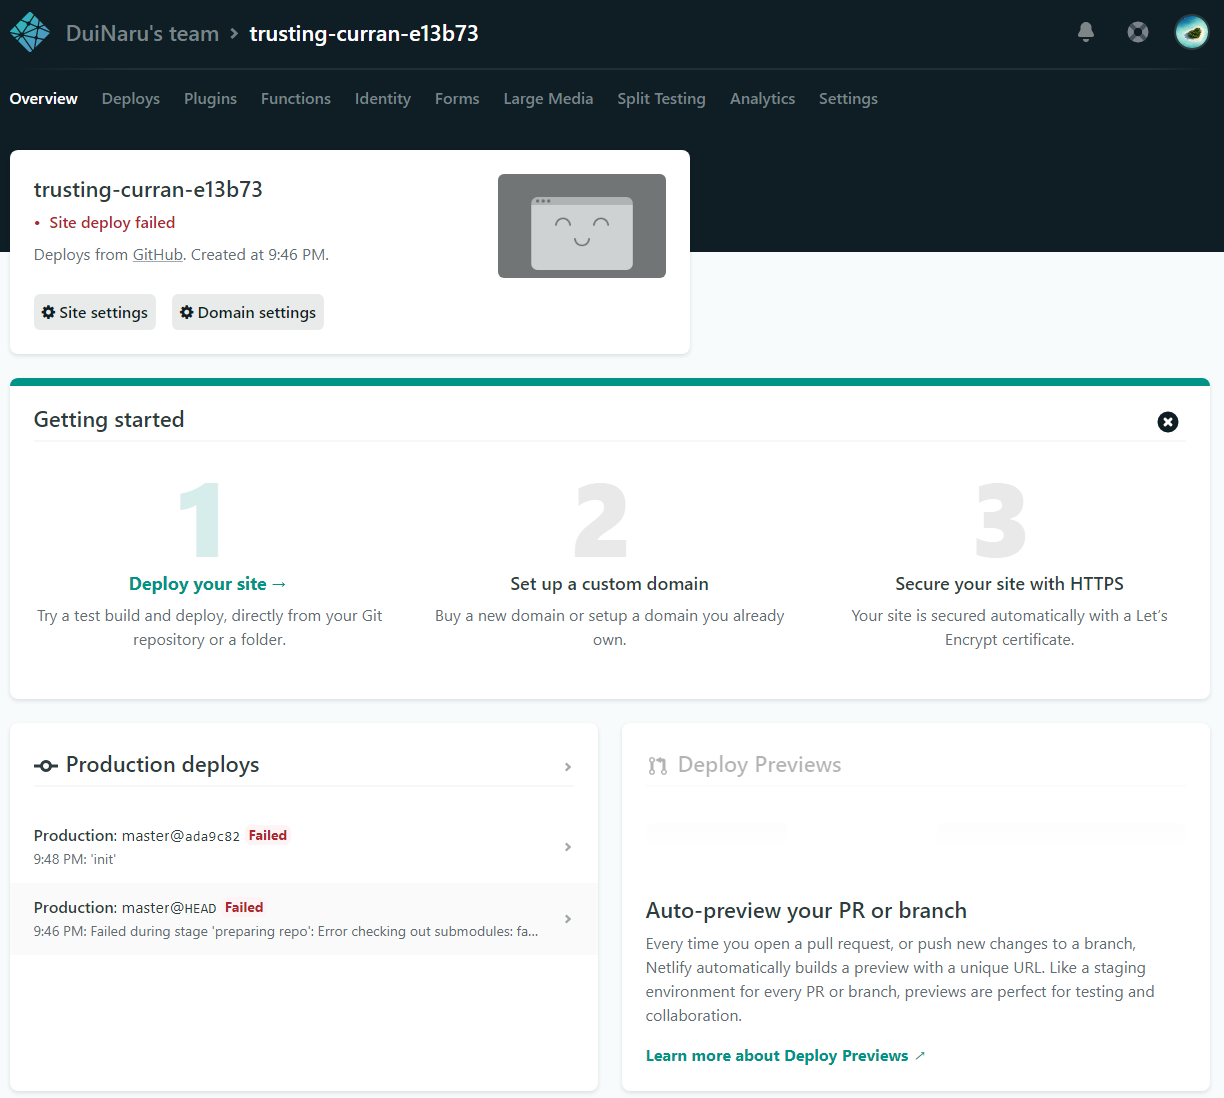 DuiNaru's team > trusting-curran-e13b73
Overview Deploys Plugins Functions Identity Forms Large Media Split Testing Analytics Settings
trusting-curran-e13b73
• Site deploy failed
Deploys from GitHub. Created at 9:46 PM.
Site settings Domain settings
Getting started
1
Deploy your site →
Try a test build and deploy, directly from your Git
repository or a folder.
2
Set up a custom domain
Buy a new domain or setup a domain you already
own.
3
Secure your site with HTTPS
Your site is secured automatically with a Let’s
Encrypt certificate.
Production deploys
Production: master@ada9c82 Failed
9:48 PM: 'init'
Production: master@HEAD Failed
9:46 PM: Failed during stage 'preparing repo': Error checking out submodules: fa...
Deploy Previews
Auto-preview your PR or branch
Every time you open a pull request, or push new changes to a branch,
Netlify automatically builds a preview with a unique URL. Like a staging
environment for every PR or branch, previews are perfect for testing and
collaboration.
Learn more about Deploy Previews ↗